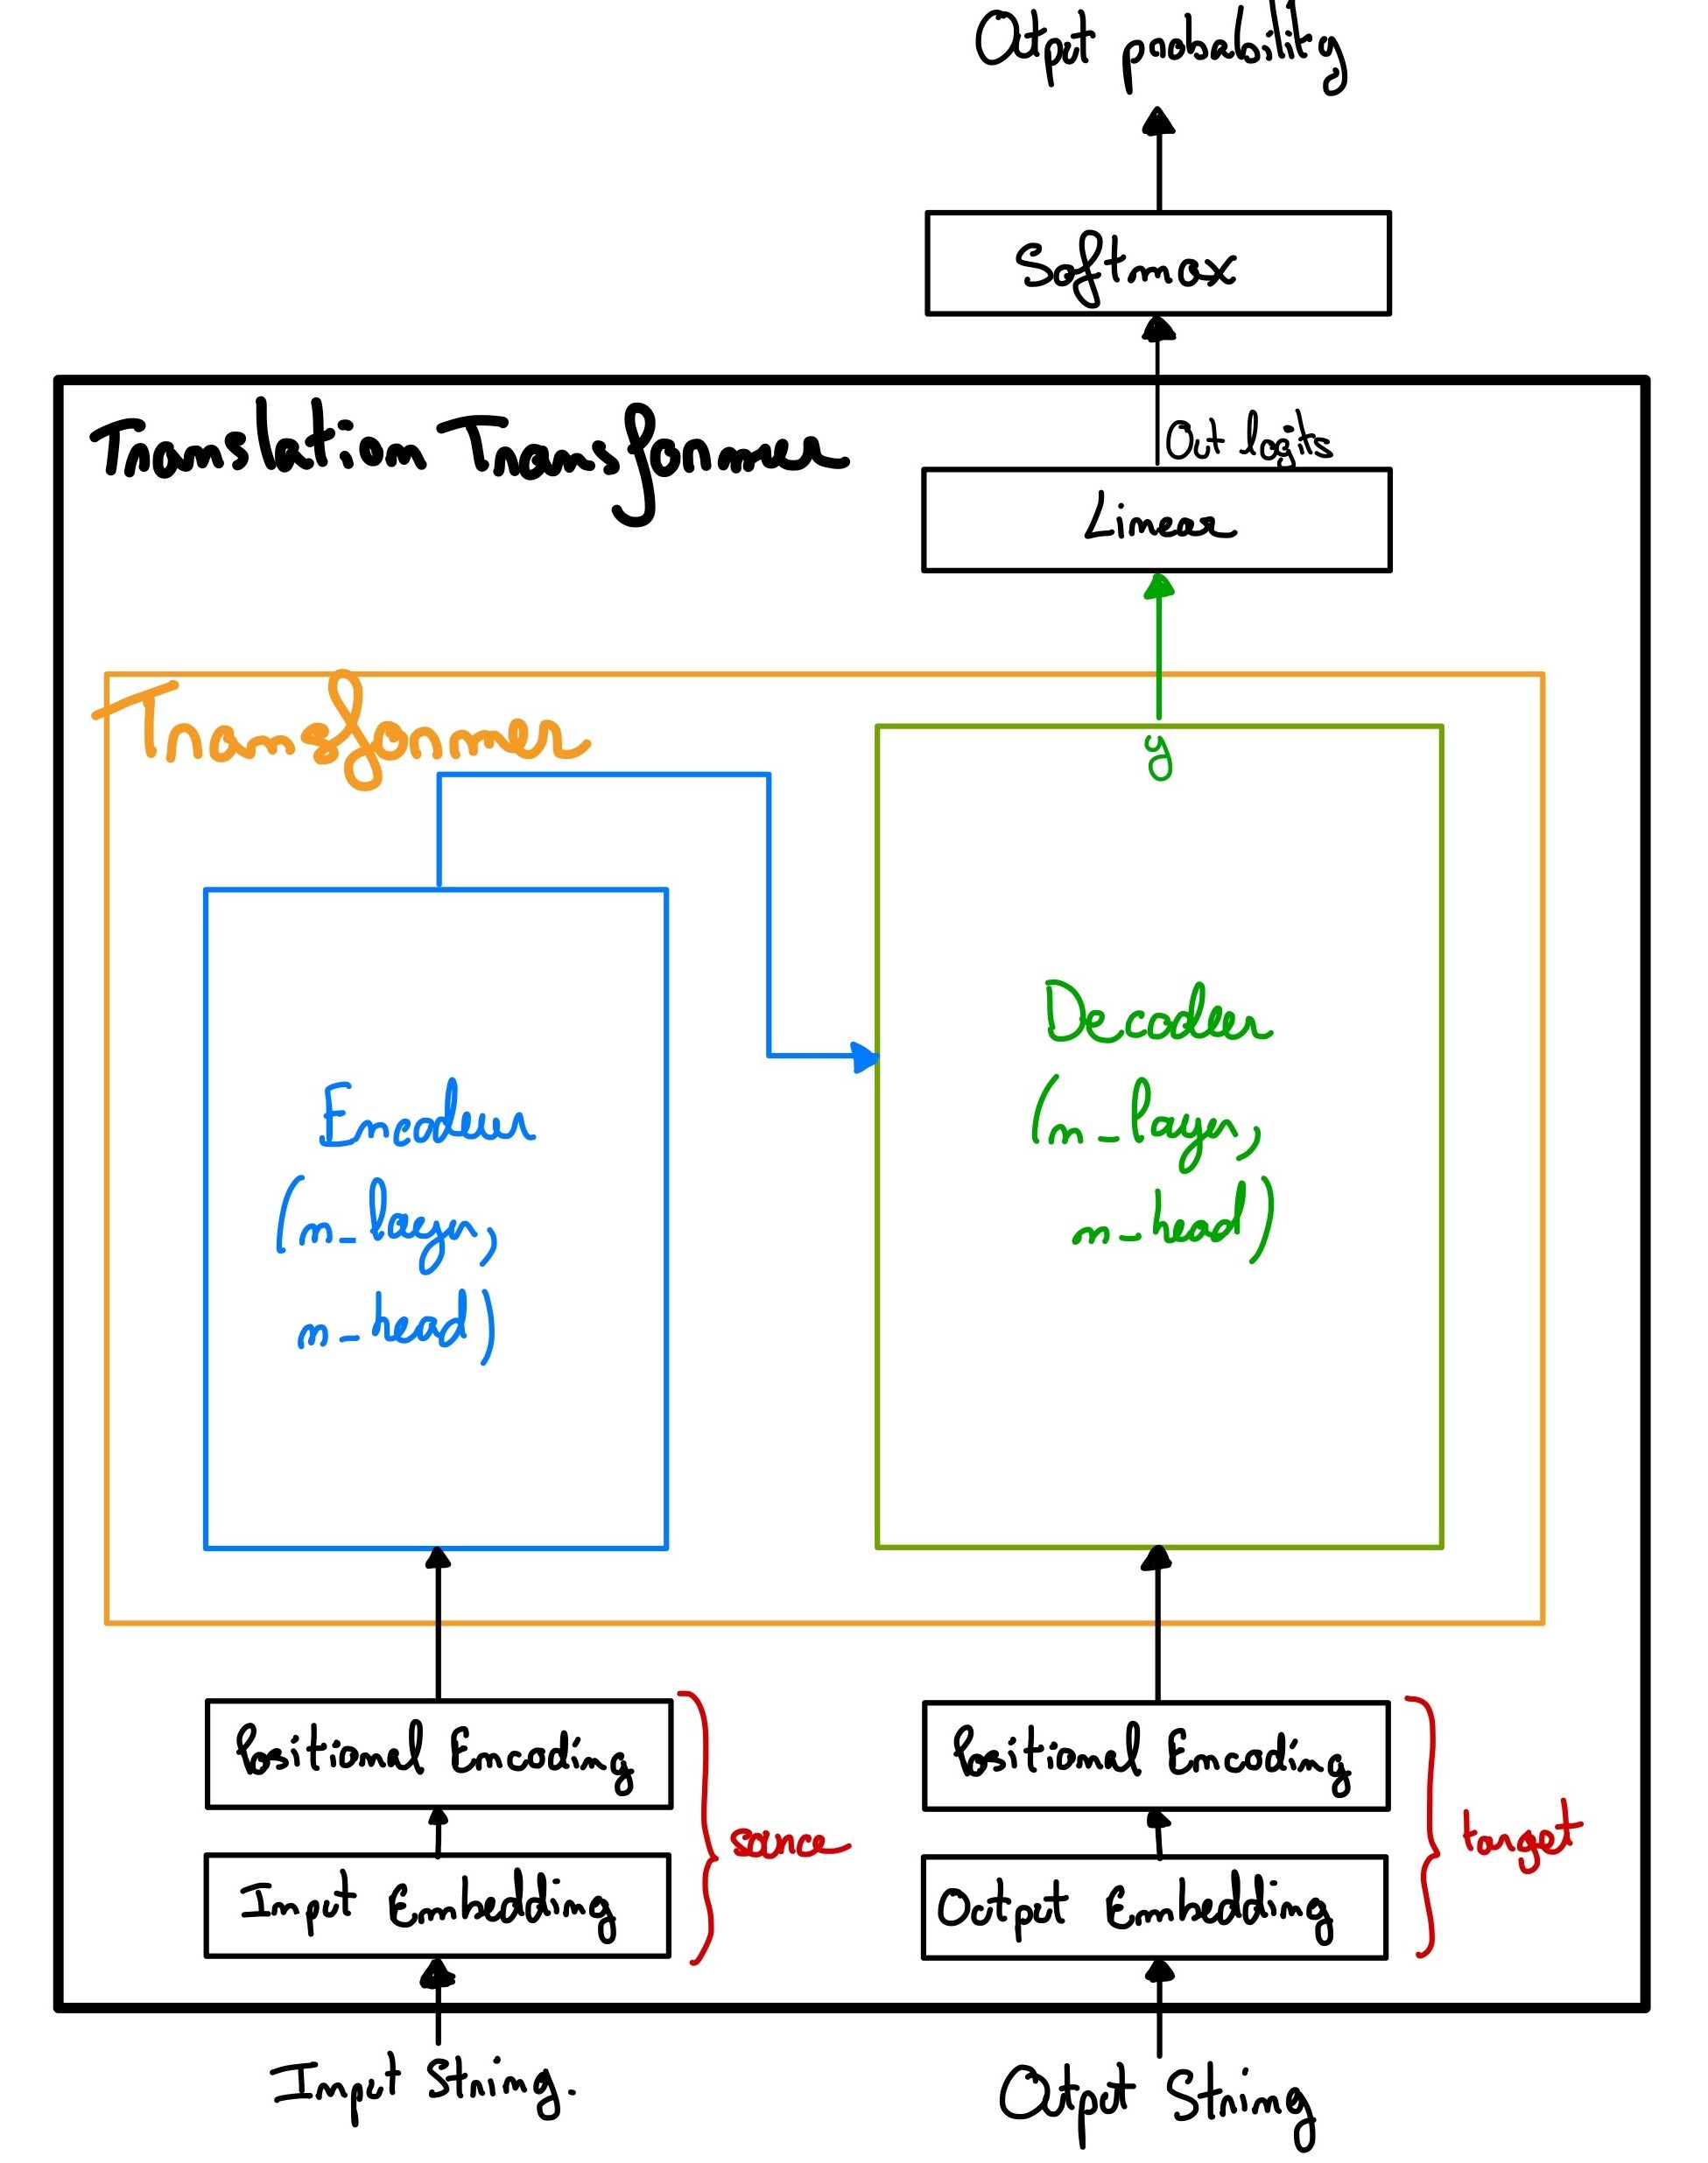 Output probability
Softmax
Translation Transformer
Out logits
Linear
Transformer
y
Encoder
(n_layer,
n_head)
Decoder
(n_layer,
n_head)
Positional Encoding
Input Embedding
source
Positional Encoding
Output Embedding
target
Input String.
Output String